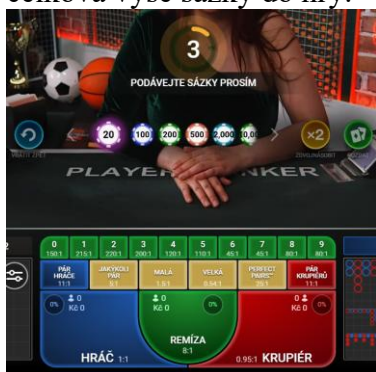 celková výše sázky do hry.
3
PODÁVEJTE SÁZKY PROSÍM
20 100 200 500 2,000
×2
PLAYER BANKER
0 1 2 3 4 5 6 7 8 9
150:1 215:1 220:1 200:1 120:1 110:1 45:1 45:1 80:1 80:1
PÁR HRÁČE JAKÝKOLI PÁR MALÁ VELKÁ PERFECT PAIRS PÁR KRUPIÉRŮ
11:1 5:1 1.5:1 0.54:1 25:1 11:1
0% 0 0 0% 0 0%
Kč 0 Kč 0 Kč 0
REMÍZA
8:1
HRÁČ 1:1 0.95:1 KRUPIÉR